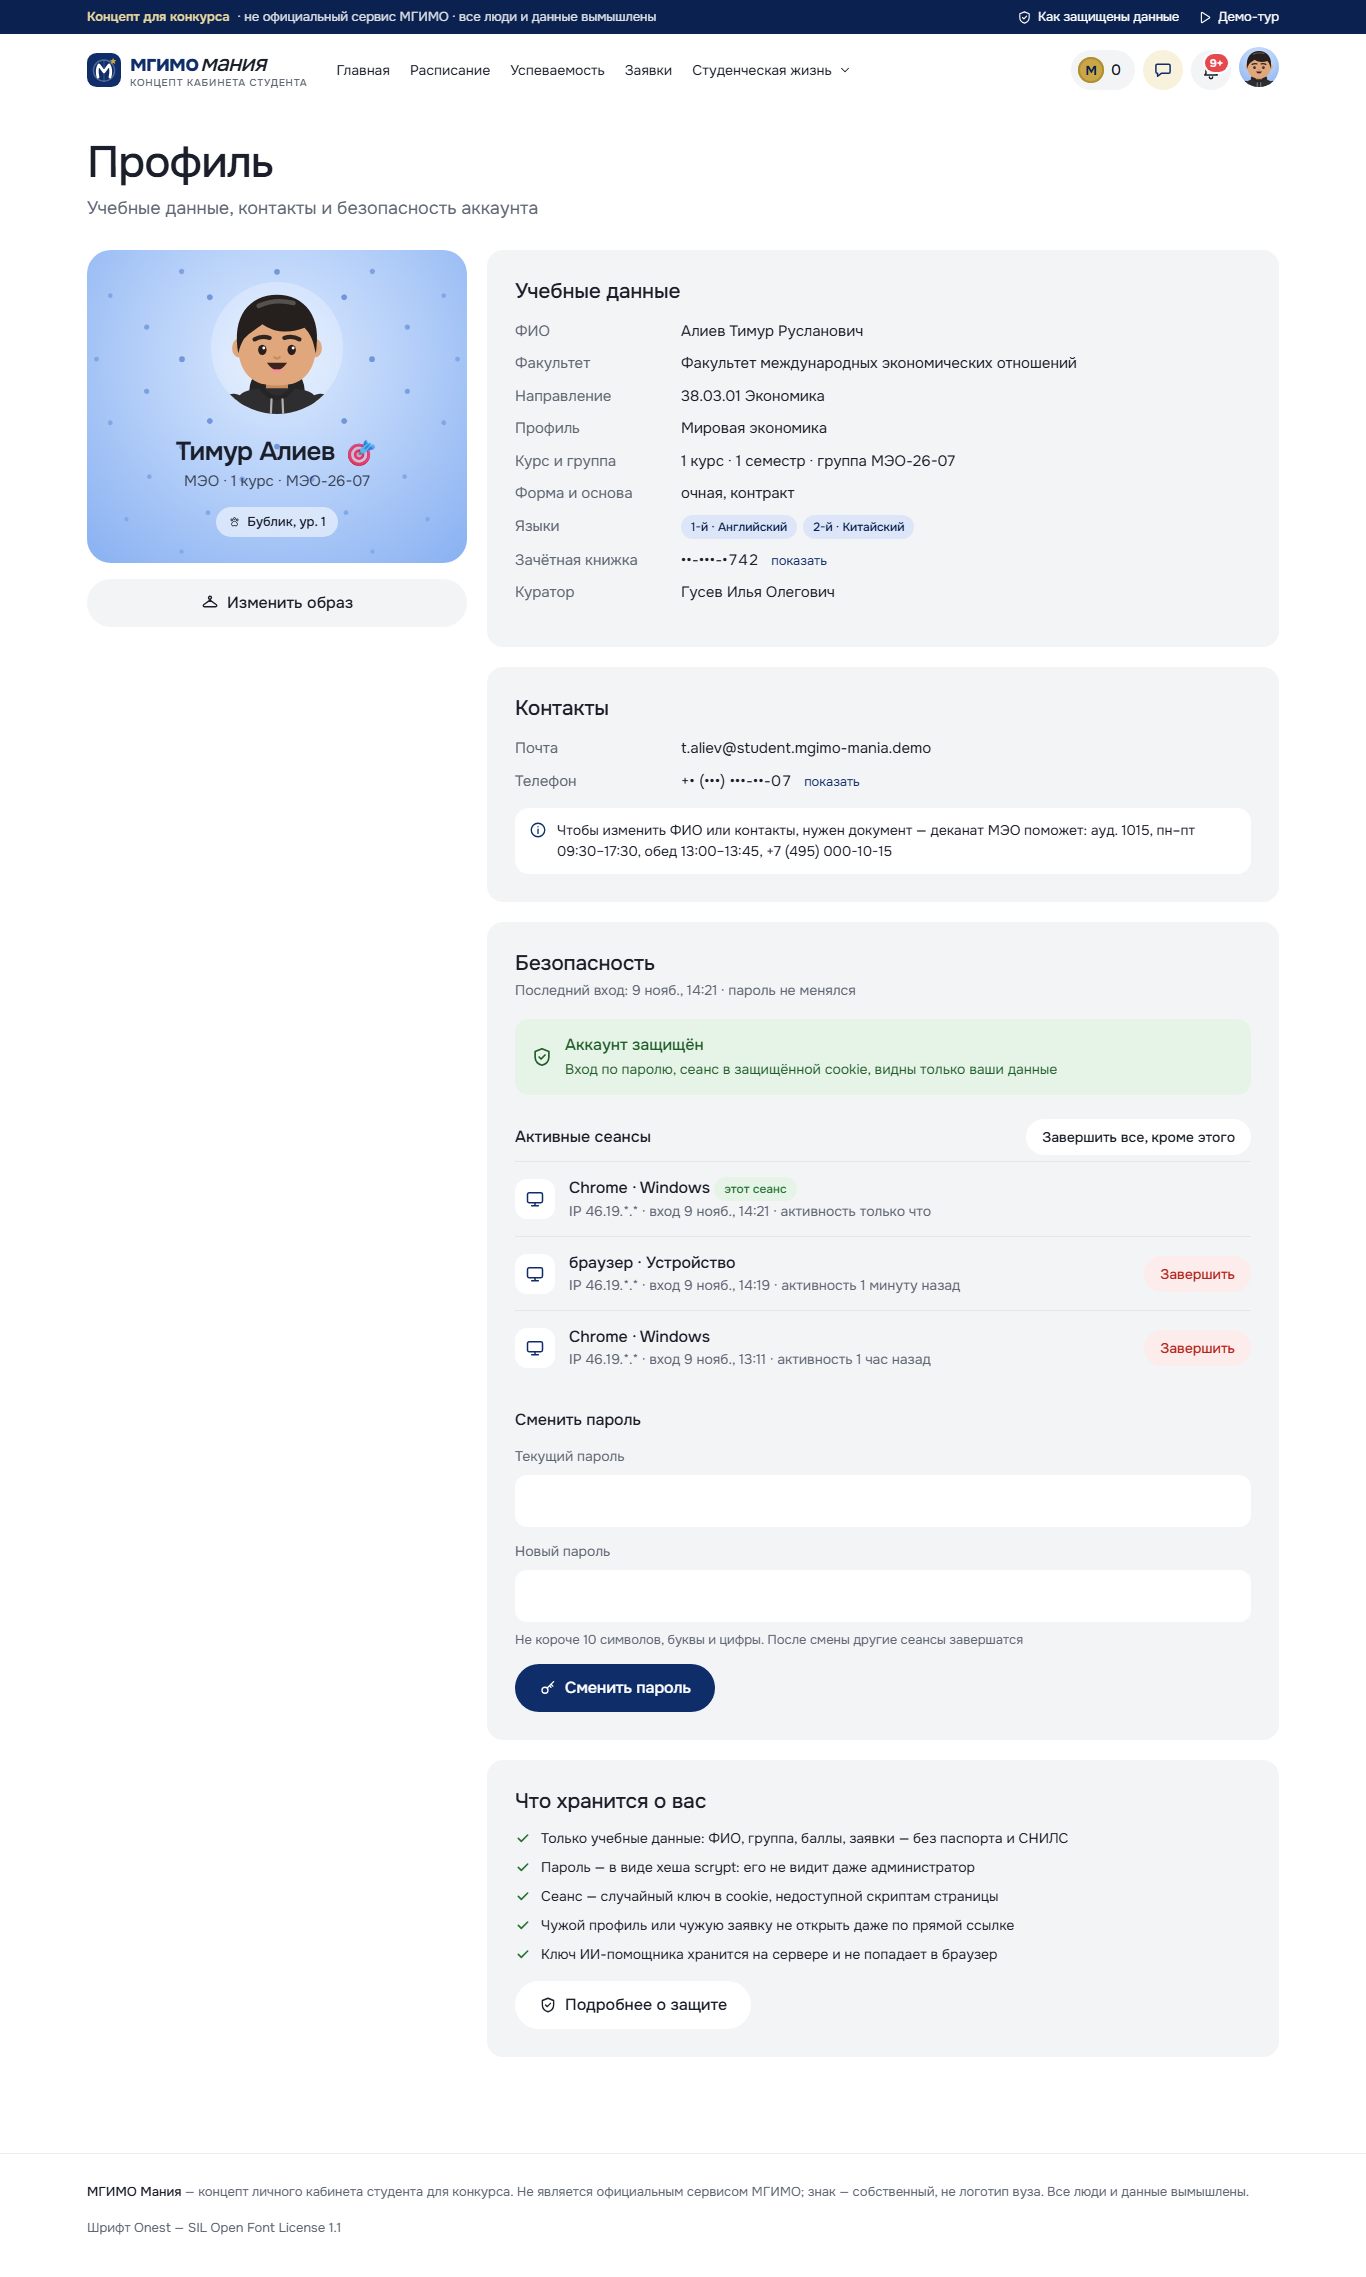 Концепт для конкурса · не официальный сервис МГИМО · все люди и данные вымышлены
Как защищены данные
Демо-тур
МГИМО мания
КОНЦЕПТ КАБИНЕТА СТУДЕНТА
Главная
Расписание
Успеваемость
Заявки
Студенческая жизнь
М 0
9+
Профиль
Учебные данные, контакты и безопасность аккаунта
Тимур Алиев
МЭО · 1 курс · МЭО-26-07
Бублик, ур. 1
Изменить образ
Учебные данные
ФИО Алиев Тимур Русланович
Факультет Факультет международных экономических отношений
Направление 38.03.01 Экономика
Профиль Мировая экономика
Курс и группа 1 курс · 1 семестр · группа МЭО-26-07
Форма и основа очная, контракт
Языки 1-й · Английский 2-й · Китайский
Зачётная книжка ••-•••-•742 показать
Куратор Гусев Илья Олегович
Контакты
Почта t.aliev@student.mgimo-mania.demo
Телефон +• (•••) •••-••-07 показать
Чтобы изменить ФИО или контакты, нужен документ — деканат МЭО поможет: ауд. 1015, пн–пт
09:30–17:30, обед 13:00–13:45, +7 (495) 000-10-15
Безопасность
Последний вход: 9 нояб., 14:21 · пароль не менялся
Аккаунт защищён
Вход по паролю, сеанс в защищённой cookie, видны только ваши данные
Активные сеансы
Завершить все, кроме этого
Chrome · Windows этот сеанс
IP 46.19.*.* · вход 9 нояб., 14:21 · активность только что
браузер · Устройство
IP 46.19.*.* · вход 9 нояб., 14:19 · активность 1 минуту назад
Завершить
Chrome · Windows
IP 46.19.*.* · вход 9 нояб., 13:11 · активность 1 час назад
Завершить
Сменить пароль
Текущий пароль
Новый пароль
Не короче 10 символов, буквы и цифры. После смены другие сеансы завершатся
Сменить пароль
Что хранится о вас
Только учебные данные: ФИО, группа, баллы, заявки — без паспорта и СНИЛС
Пароль — в виде хеша scrypt: его не видит даже администратор
Сеанс — случайный ключ в cookie, недоступной скриптам страницы
Чужой профиль или чужую заявку не открыть даже по прямой ссылке
Ключ ИИ-помощника хранится на сервере и не попадает в браузер
Подробнее о защите
МГИМО Мания — концепт личного кабинета студента для конкурса. Не является официальным сервисом МГИМО; знак — собственный, не логотип вуза. Все люди и данные вымышлены.
Шрифт Onest — SIL Open Font License 1.1